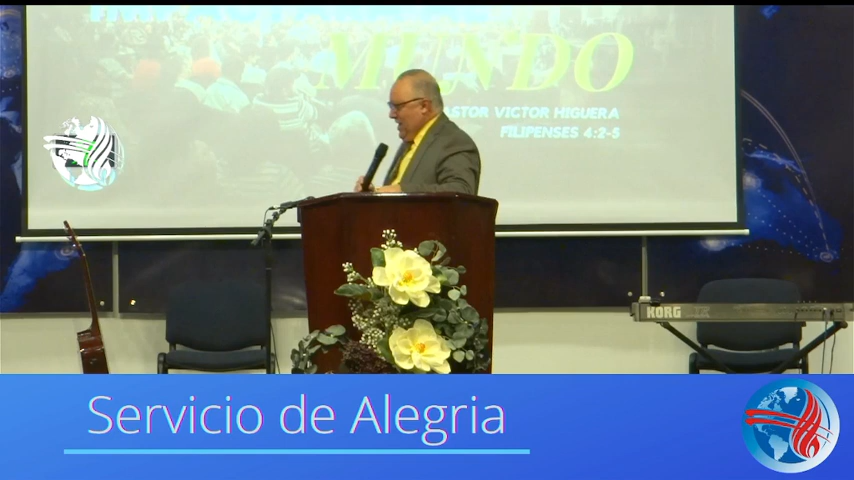 MUNDO
PASTOR VICTOR HIGUERA
FILIPENSES 4:2-5
KORG
Servicio de Alegria